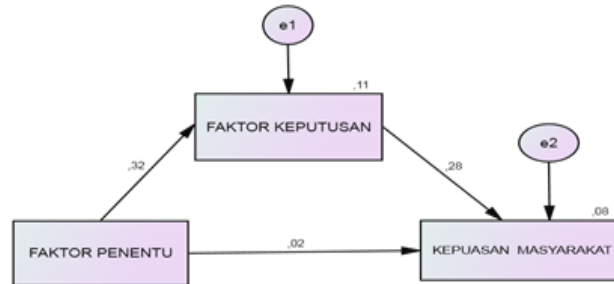 e1
,11
FAKTOR KEPUTUSAN
,32
,28
e2
,08
FAKTOR PENENTU
,02
KEPUASAN MASYARAKAT